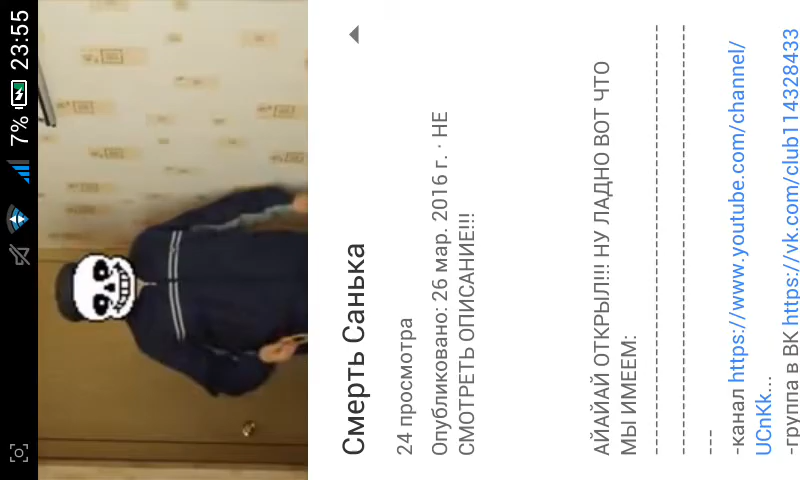 7% 23:55
Смерть Санька
24 просмотра
Опубликовано: 26 мар. 2016 г. · НЕ
СМОТРЕТЬ ОПИСАНИЕ!!!
АЙАЙАЙ ОТКРЫЛ!!! НУ ЛАДНО ВОТ ЧТО
МЫ ИМЕЕМ:
-----------------------------------------
-----------------------------------------
---
-канал https://www.youtube.com/channel/
UCnKk...
-группа в ВК https://vk.com/club114328433